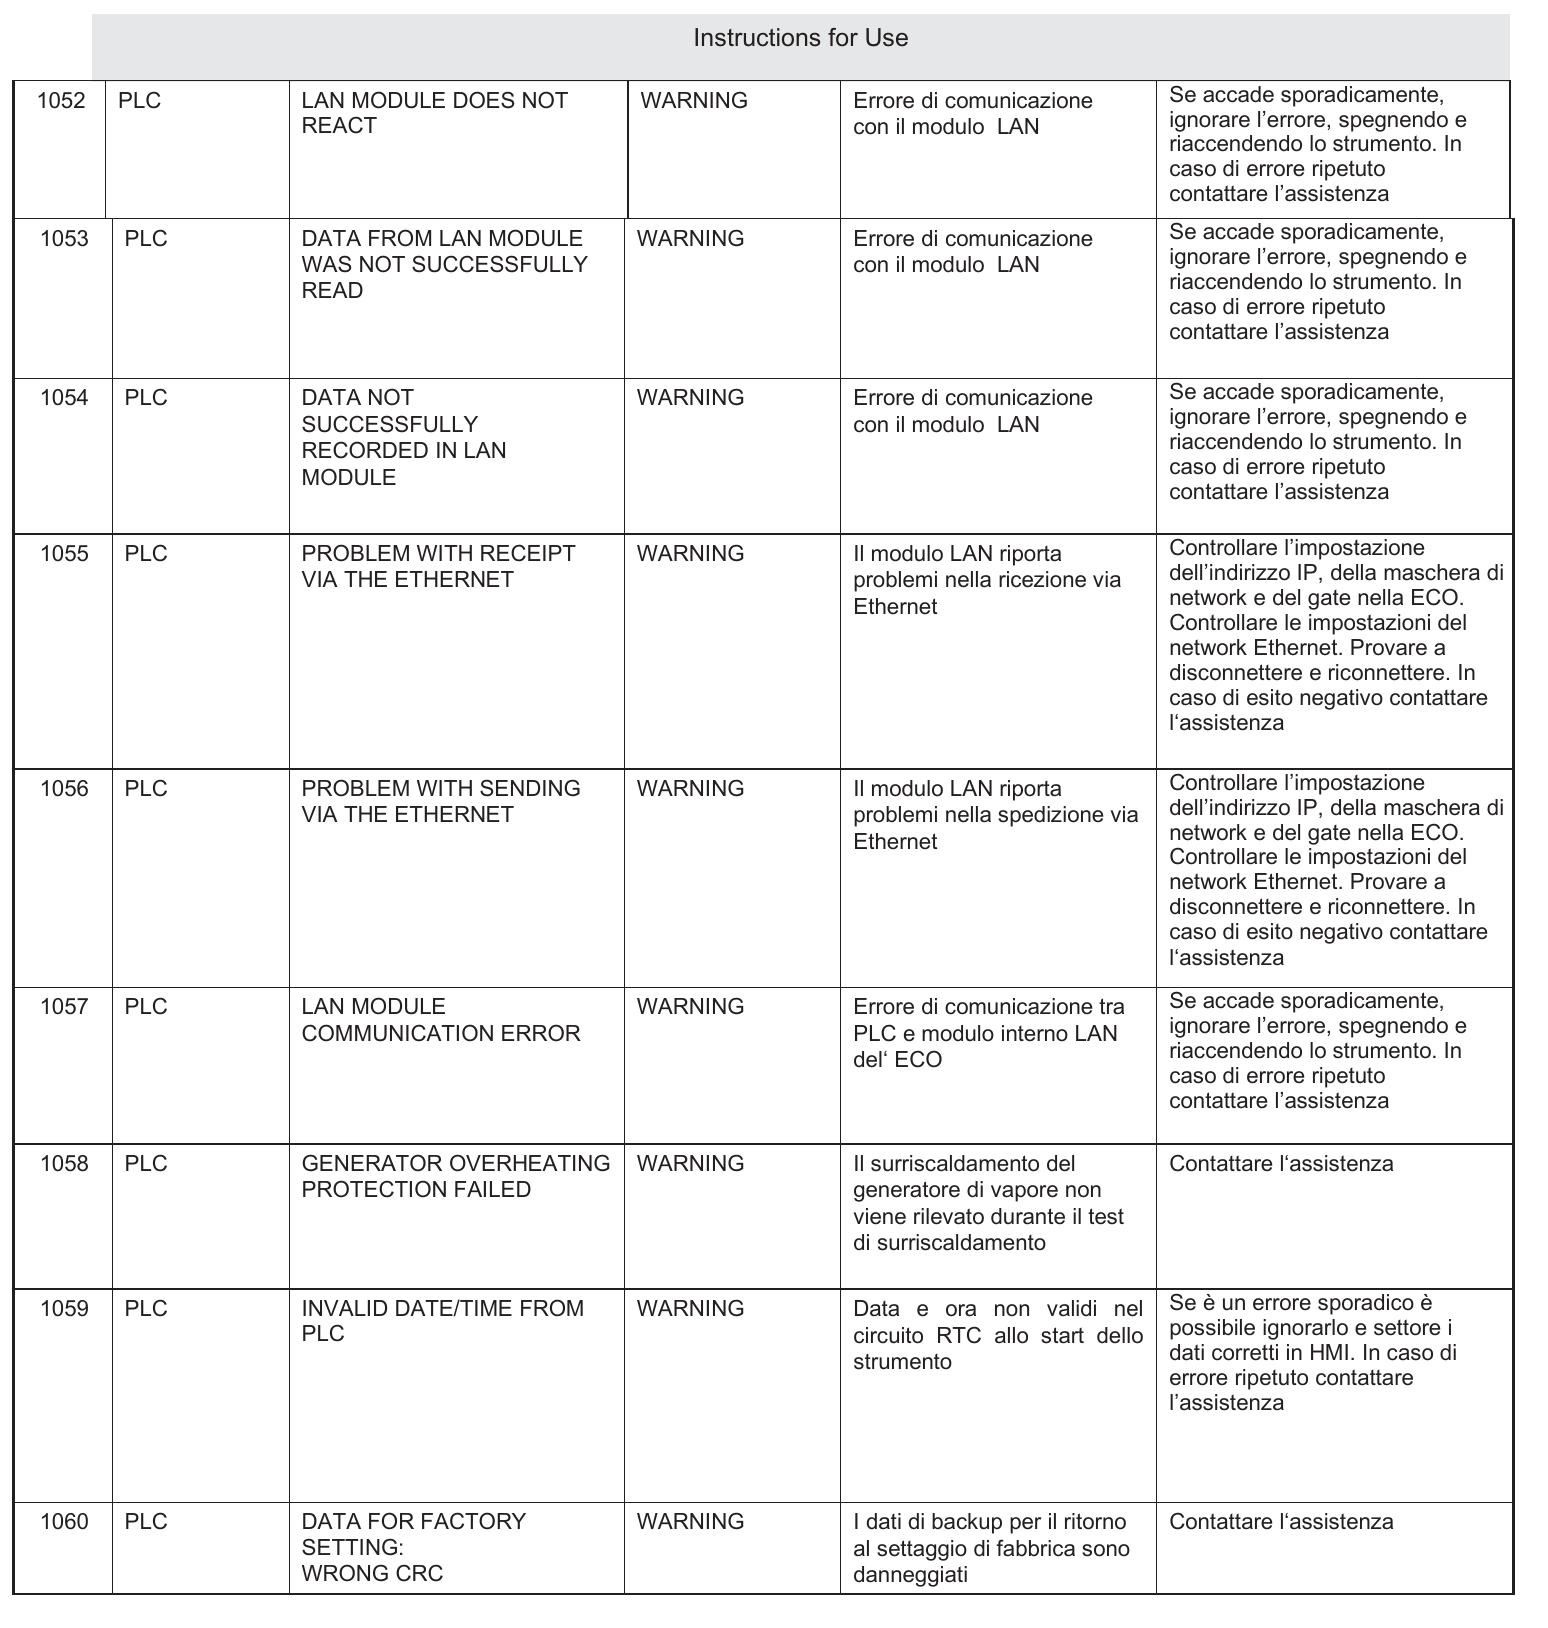 Instructions for Use
1052
PLC
LAN MODULE DOES NOT
REACT
WARNING
Errore di comunicazione
con il modulo  LAN
Se accade sporadicamente,
ignorare l’errore, spegnendo e
riaccendendo lo strumento. In
caso di errore ripetuto
contattare l’assistenza
1053
PLC
DATA FROM LAN MODULE
WAS NOT SUCCESSFULLY
READ
WARNING
Errore di comunicazione
con il modulo  LAN
Se accade sporadicamente,
ignorare l’errore, spegnendo e
riaccendendo lo strumento. In
caso di errore ripetuto
contattare l’assistenza
1054
PLC
DATA NOT
SUCCESSFULLY
RECORDED IN LAN
MODULE
WARNING
Errore di comunicazione
con il modulo  LAN
Se accade sporadicamente,
ignorare l’errore, spegnendo e
riaccendendo lo strumento. In
caso di errore ripetuto
contattare l’assistenza
1055
PLC
PROBLEM WITH RECEIPT
VIA THE ETHERNET
WARNING
Il modulo LAN riporta
problemi nella ricezione via
Ethernet
Controllare l’impostazione
dell’indirizzo IP, della maschera di
network e del gate nella ECO.
Controllare le impostazioni del
network Ethernet. Provare a
disconnettere e riconnettere. In
caso di esito negativo contattare
l‘assistenza
1056
PLC
PROBLEM WITH SENDING
VIA THE ETHERNET
WARNING
Il modulo LAN riporta
problemi nella spedizione via
Ethernet
Controllare l’impostazione
dell’indirizzo IP, della maschera di
network e del gate nella ECO.
Controllare le impostazioni del
network Ethernet. Provare a
disconnettere e riconnettere. In
caso di esito negativo contattare
l‘assistenza
1057
PLC
LAN MODULE
COMMUNICATION ERROR
WARNING
Errore di comunicazione tra
PLC e modulo interno LAN
del‘ ECO
Se accade sporadicamente,
ignorare l’errore, spegnendo e
riaccendendo lo strumento. In
caso di errore ripetuto
contattare l’assistenza
1058
PLC
GENERATOR OVERHEATING
PROTECTION FAILED
WARNING
Il surriscaldamento del
generatore di vapore non
viene rilevato durante il test
di surriscaldamento
Contattare l‘assistenza
1059
PLC
INVALID DATE/TIME FROM
PLC
WARNING
Data e ora non validi nel
circuito RTC allo start dello
strumento
Se è un errore sporadico è
possibile ignorarlo e settore i
dati corretti in HMI. In caso di
errore ripetuto contattare
l’assistenza
1060
PLC
DATA FOR FACTORY
SETTING:
WRONG CRC
WARNING
I dati di backup per il ritorno
al settaggio di fabbrica sono
danneggiati
Contattare l‘assistenza